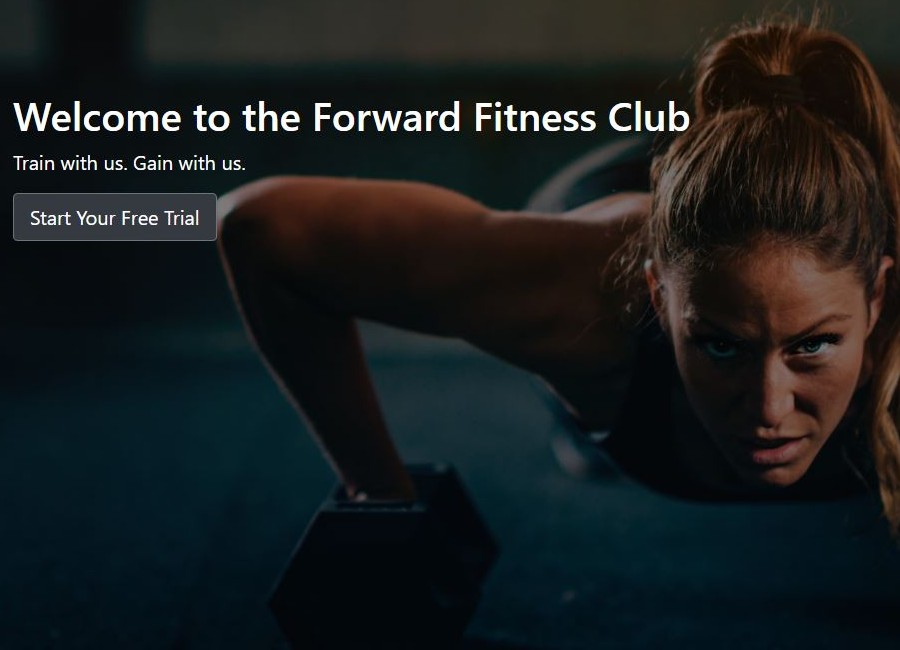 Welcome to the Forward Fitness Club
Train with us. Gain with us.
Start Your Free Trial